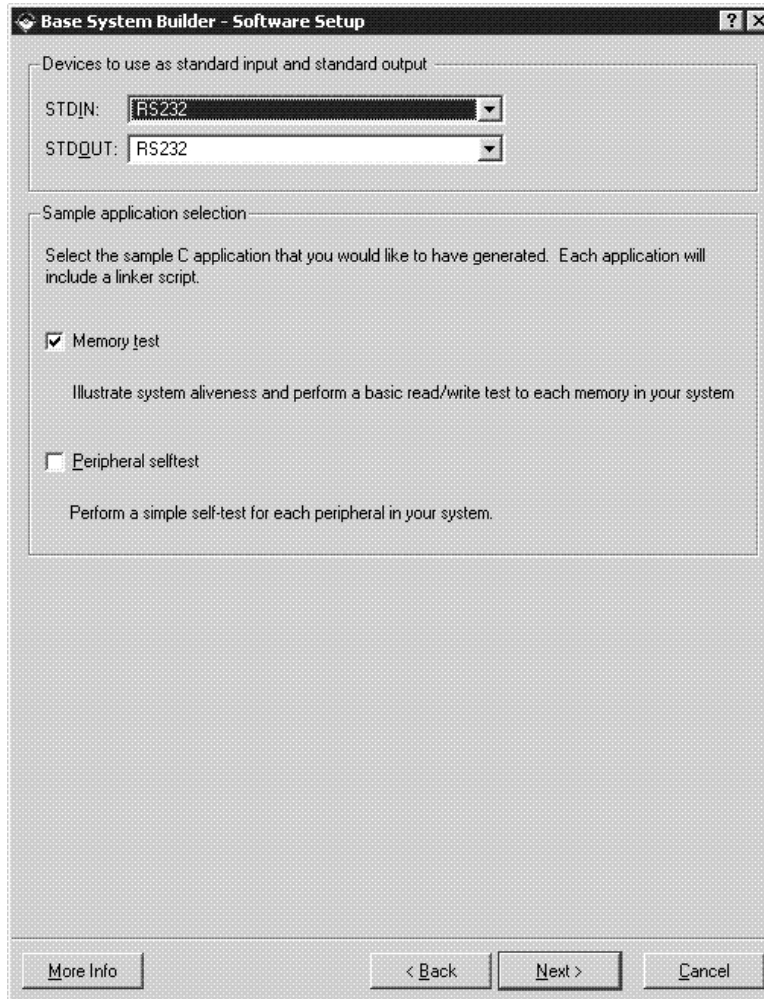 Base System Builder - Software Setup
Devices to use as standard input and standard output
STDIN: RS232
STDOUT: RS232
Sample application selection
Select the sample C application that you would like to have generated. Each application will
include a linker script.
Memory test
Illustrate system aliveness and perform a basic read/write test to each memory in your system
Peripheral selftest
Perform a simple self-test for each peripheral in your system.
More Info < Back Next > Cancel